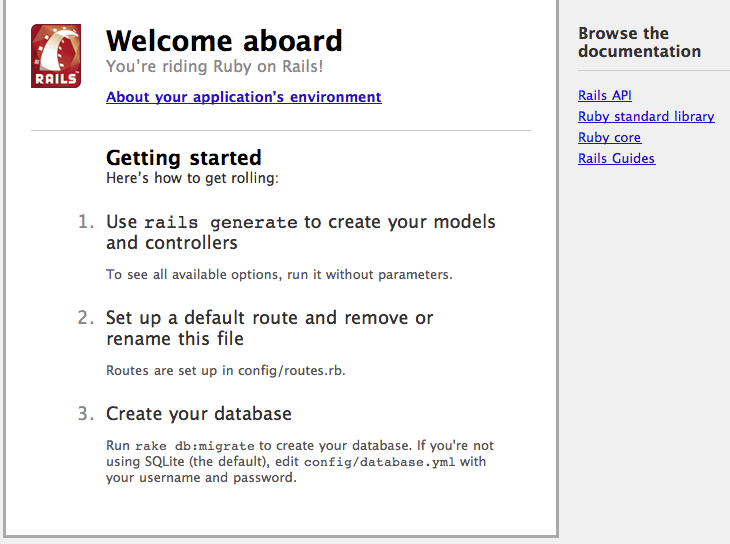 RAILS
Welcome aboard
You're riding Ruby on Rails!
About your application's environment
Getting started
Here's how to get rolling:
1. Use rails generate to create your models
and controllers
To see all available options, run it without parameters.
2. Set up a default route and remove or
rename this file
Routes are set up in config/routes.rb.
3. Create your database
Run rake db:migrate to create your database. If you're not
using SQLite (the default), edit config/database.yml with
your username and password.
Browse the
documentation
Rails API
Ruby standard library
Ruby core
Rails Guides